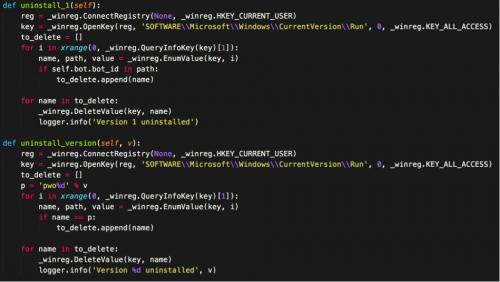 def uninstall_1(self):
    reg = _winreg.ConnectRegistry(None, _winreg.HKEY_CURRENT_USER)
    key = _winreg.OpenKey(reg, 'SOFTWARE\\Microsoft\\Windows\\CurrentVersion\\Run', 0, _winreg.KEY_ALL_ACCESS)
    to_delete = []
    for i in xrange(0, _winreg.QueryInfoKey(key)[1]):
        name, path, value = _winreg.EnumValue(key, i)
        if self.bot.bot_id in path:
            to_delete.append(name)

    for name in to_delete:
        _winreg.DeleteValue(key, name)
        logger.info('Version 1 uninstalled')

def uninstall_version(self, v):
    reg = _winreg.ConnectRegistry(None, _winreg.HKEY_CURRENT_USER)
    key = _winreg.OpenKey(reg, 'SOFTWARE\\Microsoft\\Windows\\CurrentVersion\\Run', 0, _winreg.KEY_ALL_ACCESS)
    to_delete = []
    p = 'pwo%d' % v
    for i in xrange(0, _winreg.QueryInfoKey(key)[1]):
        name, path, value = _winreg.EnumValue(key, i)
        if name == p:
            to_delete.append(name)

    for name in to_delete:
        _winreg.DeleteValue(key, name)
        logger.info('Version %d uninstalled', v)